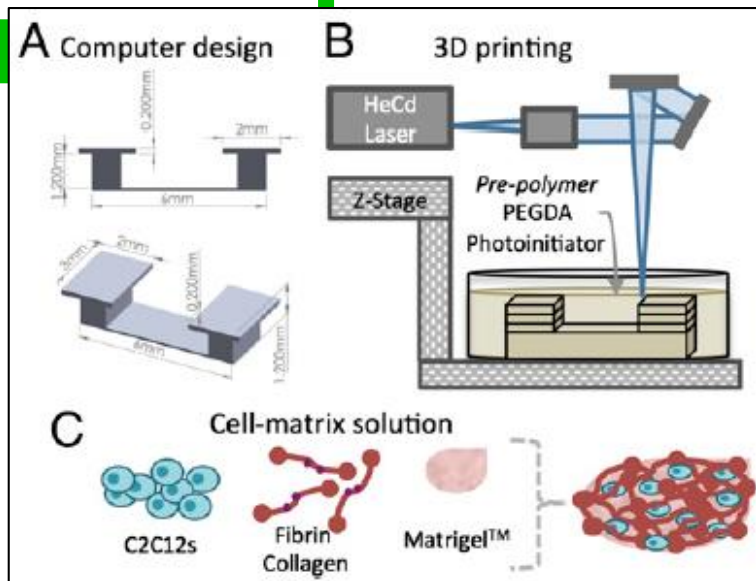 A Computer design
0.200mm
2mm
1.200mm
6mm
2mm
3mm
0.200mm
6mm
1.200mm
B 3D printing
HeCd
Laser
Z-Stage
Pre-polymer
PEGDA
Photoinitiator
C Cell-matrix solution
C2C12s
Fibrin
Collagen
Matrigel™